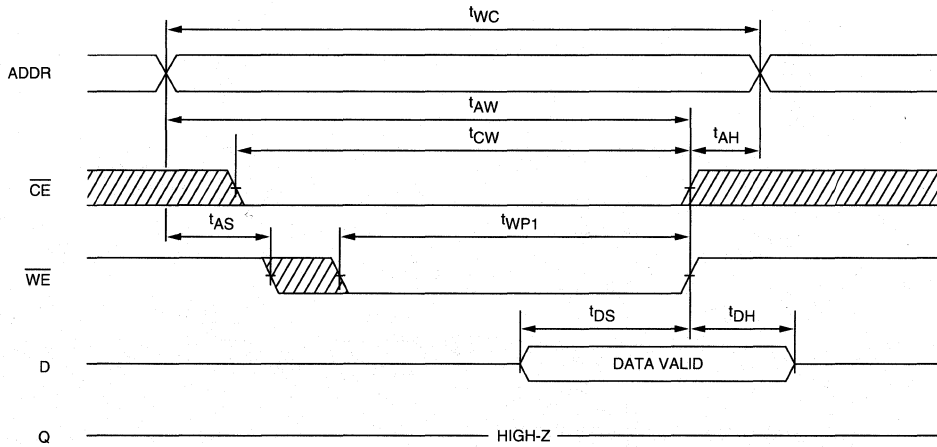 tWC
ADDR
tAW
tCW
tAH
CE
tAS
tWP1
WE
tDS
tDH
D
DATA VALID
Q
HIGH-Z